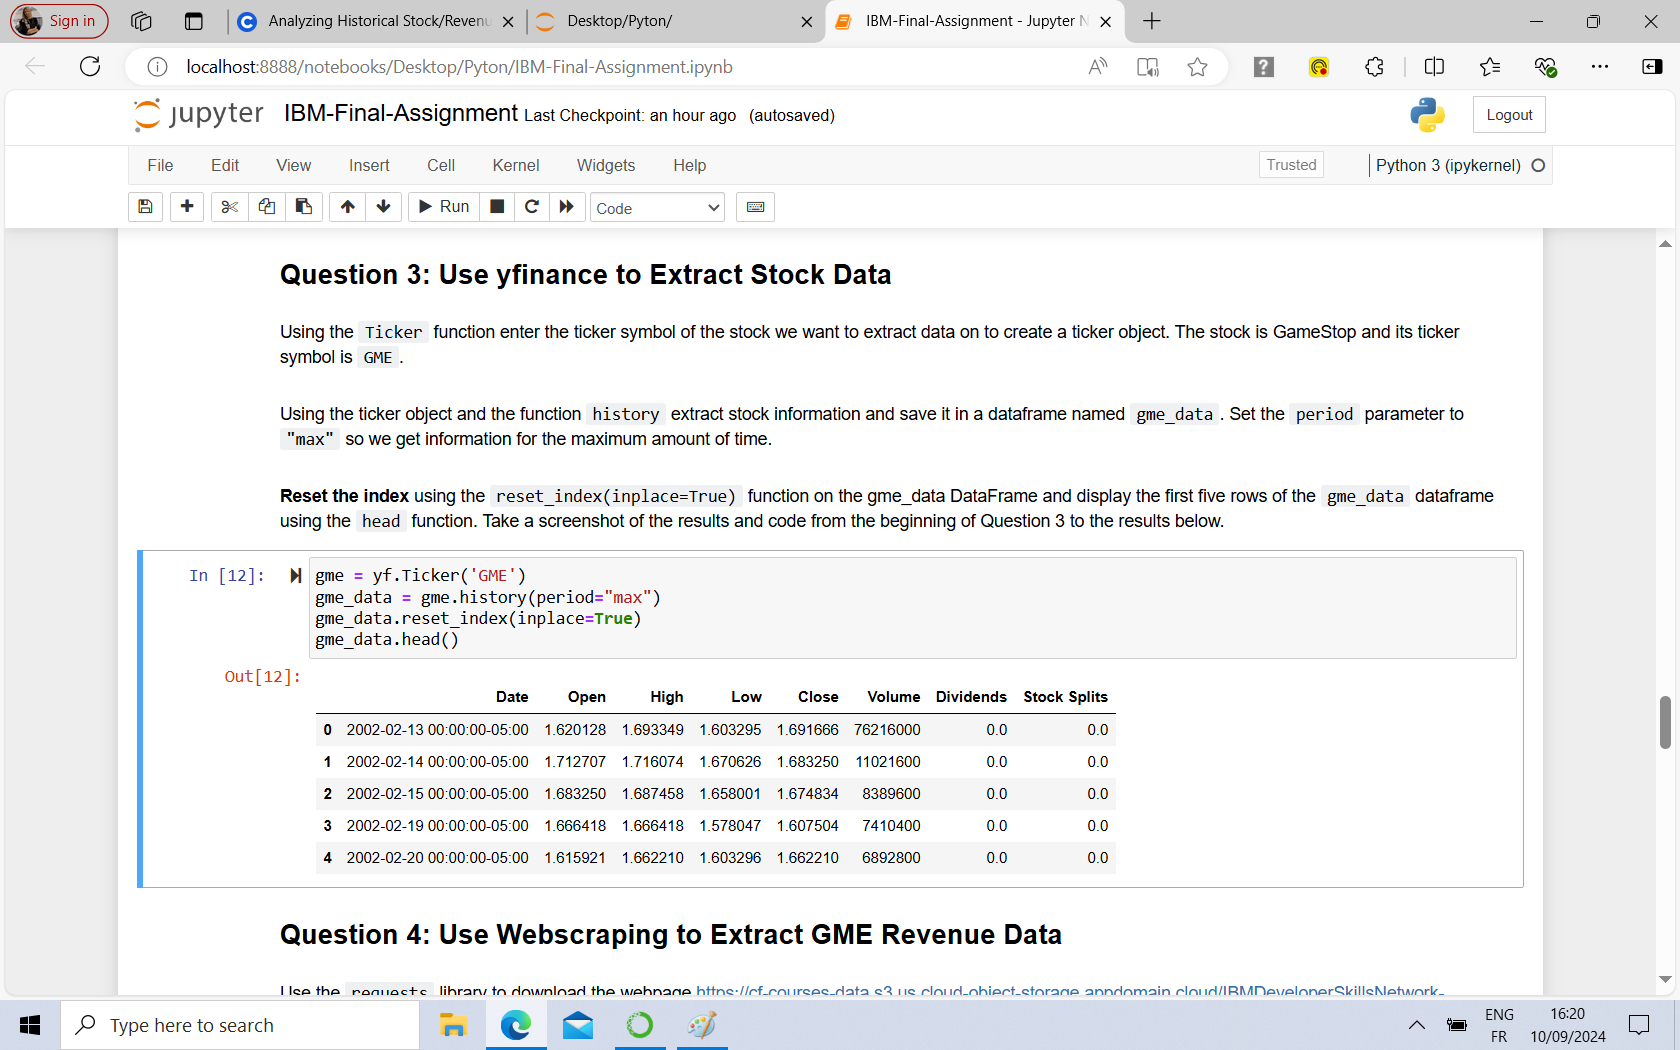 Sign in
Analyzing Historical Stock/Revenu
Desktop/Pyton/
IBM-Final-Assignment - Jupyter N
localhost:8888/notebooks/Desktop/Pyton/IBM-Final-Assignment.ipynb
jupyter IBM-Final-Assignment Last Checkpoint: an hour ago (autosaved)
Logout
File Edit View Insert Cell Kernel Widgets Help
Trusted
Python 3 (ipykernel)
Run
Code
Question 3: Use yfinance to Extract Stock Data
Using the Ticker function enter the ticker symbol of the stock we want to extract data on to create a ticker object. The stock is GameStop and its ticker
symbol is GME .
Using the ticker object and the function history extract stock information and save it in a dataframe named gme_data . Set the period parameter to
"max" so we get information for the maximum amount of time.
Reset the index using the reset_index(inplace=True) function on the gme_data DataFrame and display the first five rows of the gme_data dataframe
using the head function. Take a screenshot of the results and code from the beginning of Question 3 to the results below.
In [12]:
gme = yf.Ticker('GME')
gme_data = gme.history(period="max")
gme_data.reset_index(inplace=True)
gme_data.head()
Out[12]:
Date Open High Low Close Volume Dividends Stock Splits
0 2002-02-13 00:00:00-05:00 1.620128 1.693349 1.603295 1.691666 76216000 0.0 0.0
1 2002-02-14 00:00:00-05:00 1.712707 1.716074 1.670626 1.683250 11021600 0.0 0.0
2 2002-02-15 00:00:00-05:00 1.683250 1.687458 1.658001 1.674834 8389600 0.0 0.0
3 2002-02-19 00:00:00-05:00 1.666418 1.666418 1.578047 1.607504 7410400 0.0 0.0
4 2002-02-20 00:00:00-05:00 1.615921 1.662210 1.603296 1.662210 6892800 0.0 0.0
Question 4: Use Webscraping to Extract GME Revenue Data
Use the requests library to download the webpage https://cf-courses-data.s3.us.cloud-object-storage.appdomain.cloud/IBMDeveloperSkillsNetwork-
Type here to search
ENG
FR
16:20
10/09/2024